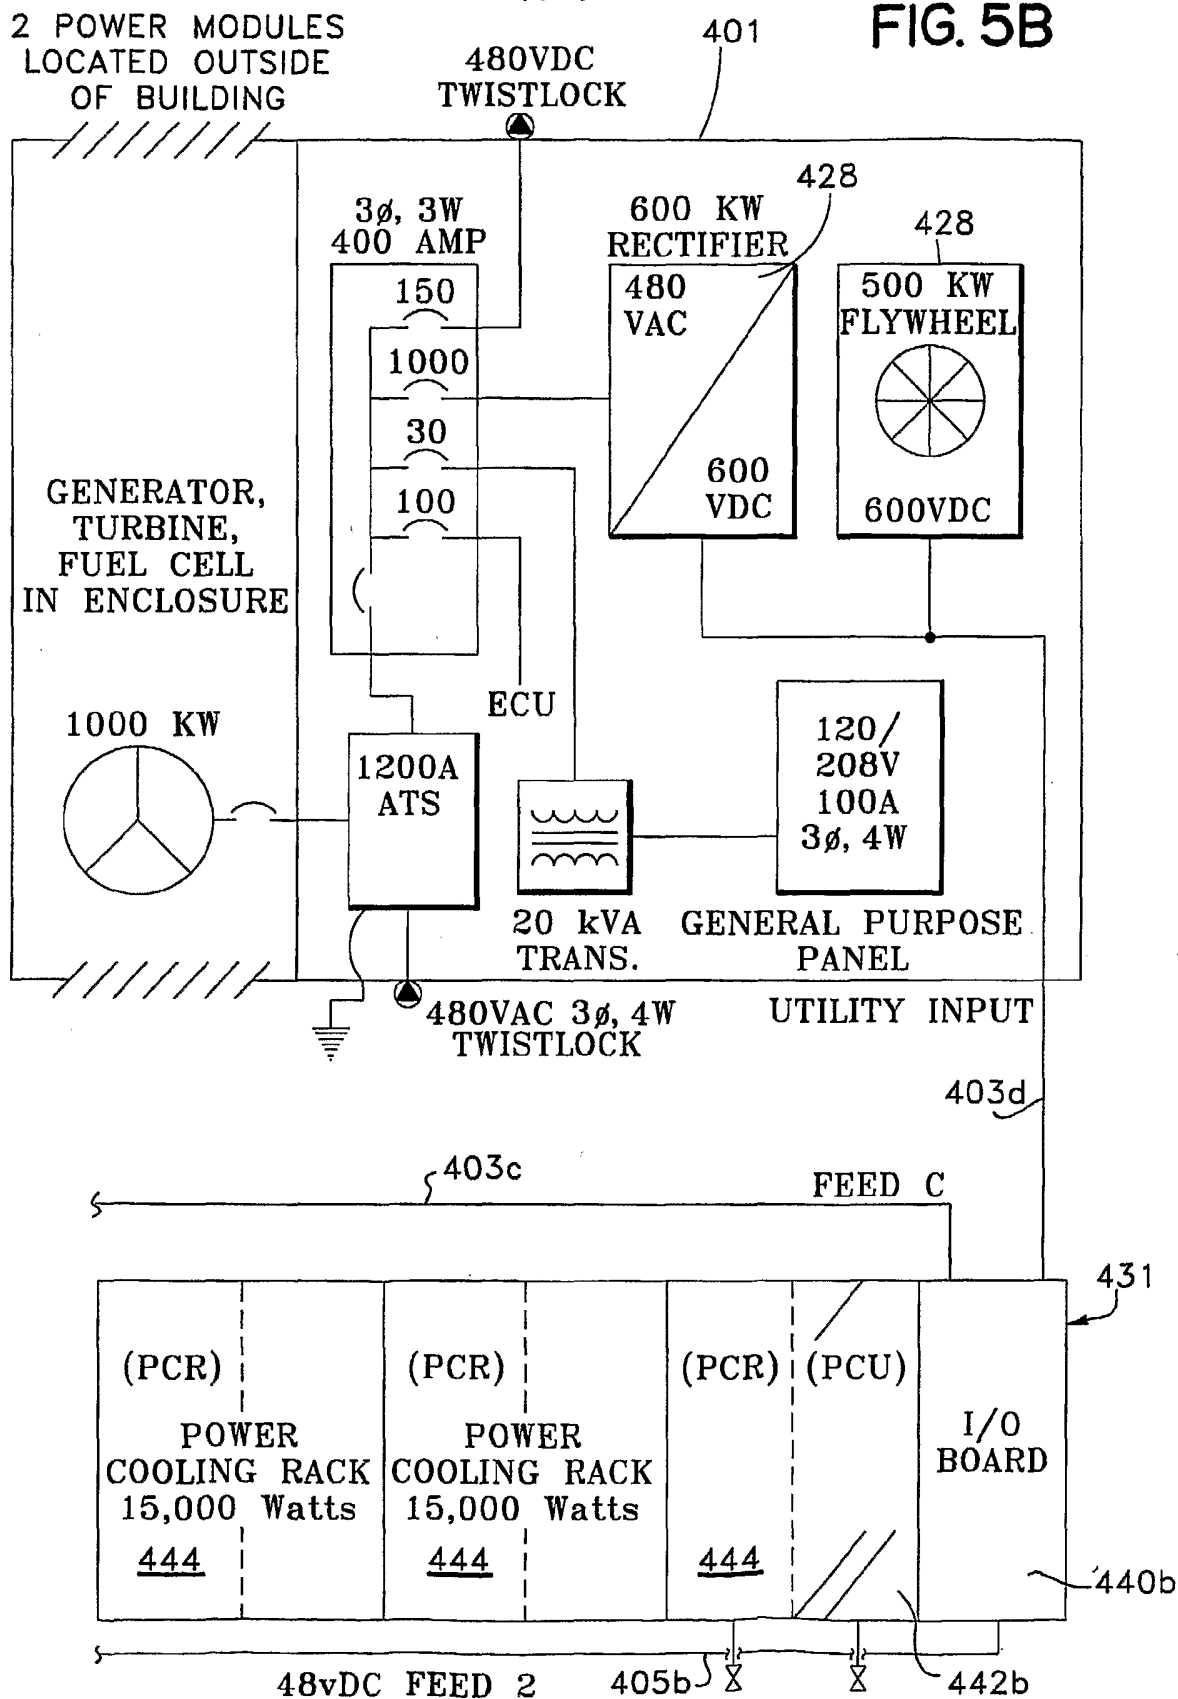 FIG. 5B
2 POWER MODULES
LOCATED OUTSIDE
OF BUILDING
480VDC
TWISTLOCK
401
3ø, 3W
400 AMP
150
1000
30
100
600 KW
RECTIFIER
428
480
VAC
600
VDC
428
500 KW
FLYWHEEL
600VDC
GENERATOR,
TURBINE,
FUEL CELL
IN ENCLOSURE
1000 KW
ECU
1200A
ATS
120/
208V
100A
3ø, 4W
20 kVA
TRANS.
GENERAL PURPOSE
PANEL
480VAC 3ø, 4W
TWISTLOCK
UTILITY INPUT
403d
403c
FEED C
431
(PCR)
POWER
COOLING RACK
15,000 Watts
444
(PCR)
POWER
COOLING RACK
15,000 Watts
444
(PCR)
444
(PCU)
I/O
BOARD
440b
48vDC FEED 2
405b
442b